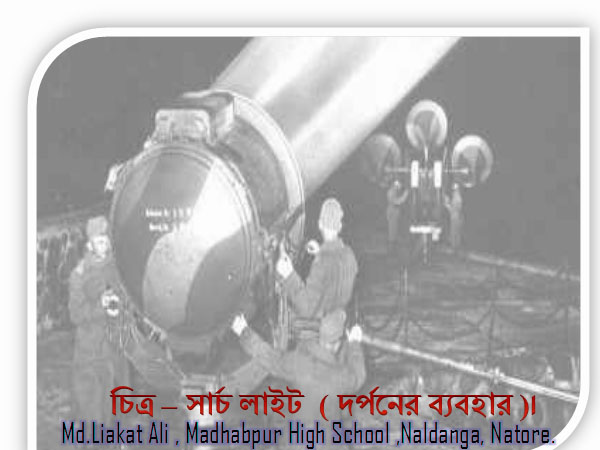 চিত্র – সার্চ লাইট ( দর্পনের ব্যবহার )।
Md.Liakat Ali , Madhabpur High School ,Naldanga, Natore.